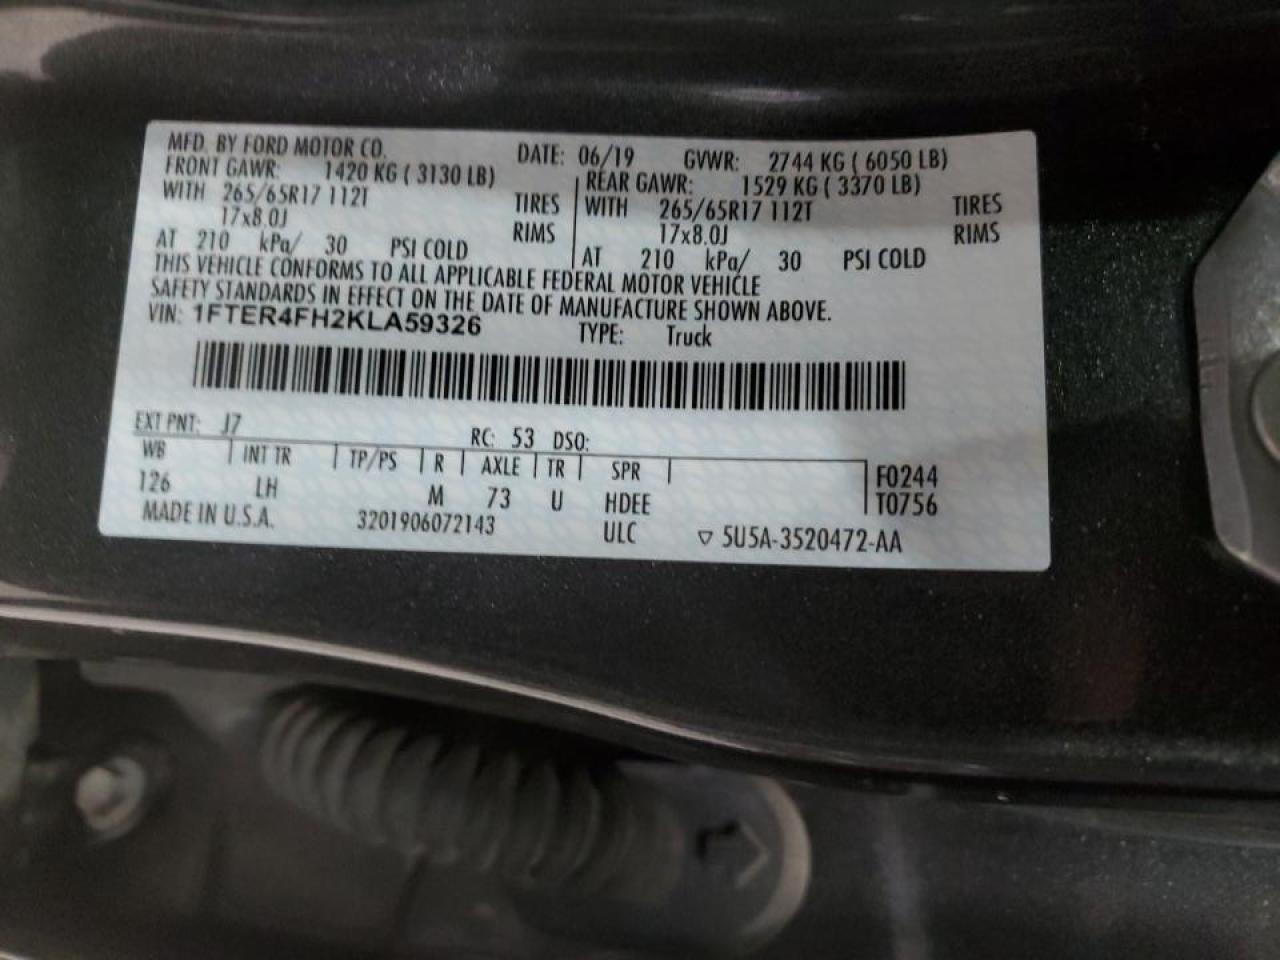 MFD. BY FORD MOTOR CO. DATE: 06/19 GVWR: 2744 KG ( 6050 LB)
FRONT GAWR: 1420 KG ( 3130 LB) REAR GAWR: 1529 KG ( 3370 LB)
WITH 265/65R17 112T TIRES WITH 265/65R17 112T TIRES
17x8.0J RIMS 17x8.0J RIMS
AT 210 kPa/ 30 PSI COLD AT 210 kPa/ 30 PSI COLD
THIS VEHICLE CONFORMS TO ALL APPLICABLE FEDERAL MOTOR VEHICLE
SAFETY STANDARDS IN EFFECT ON THE DATE OF MANUFACTURE SHOWN ABOVE.
VIN: 1FTER4FH2KLA59326 TYPE: Truck
EXT PNT: J7 RC: 53 DSO:
WB INT TR TP/PS R AXLE TR SPR F0244
126 LH M 73 U HDEE T0756
MADE IN U.S.A. 3201906072143 ULC ▽ 5U5A-3520472-AA